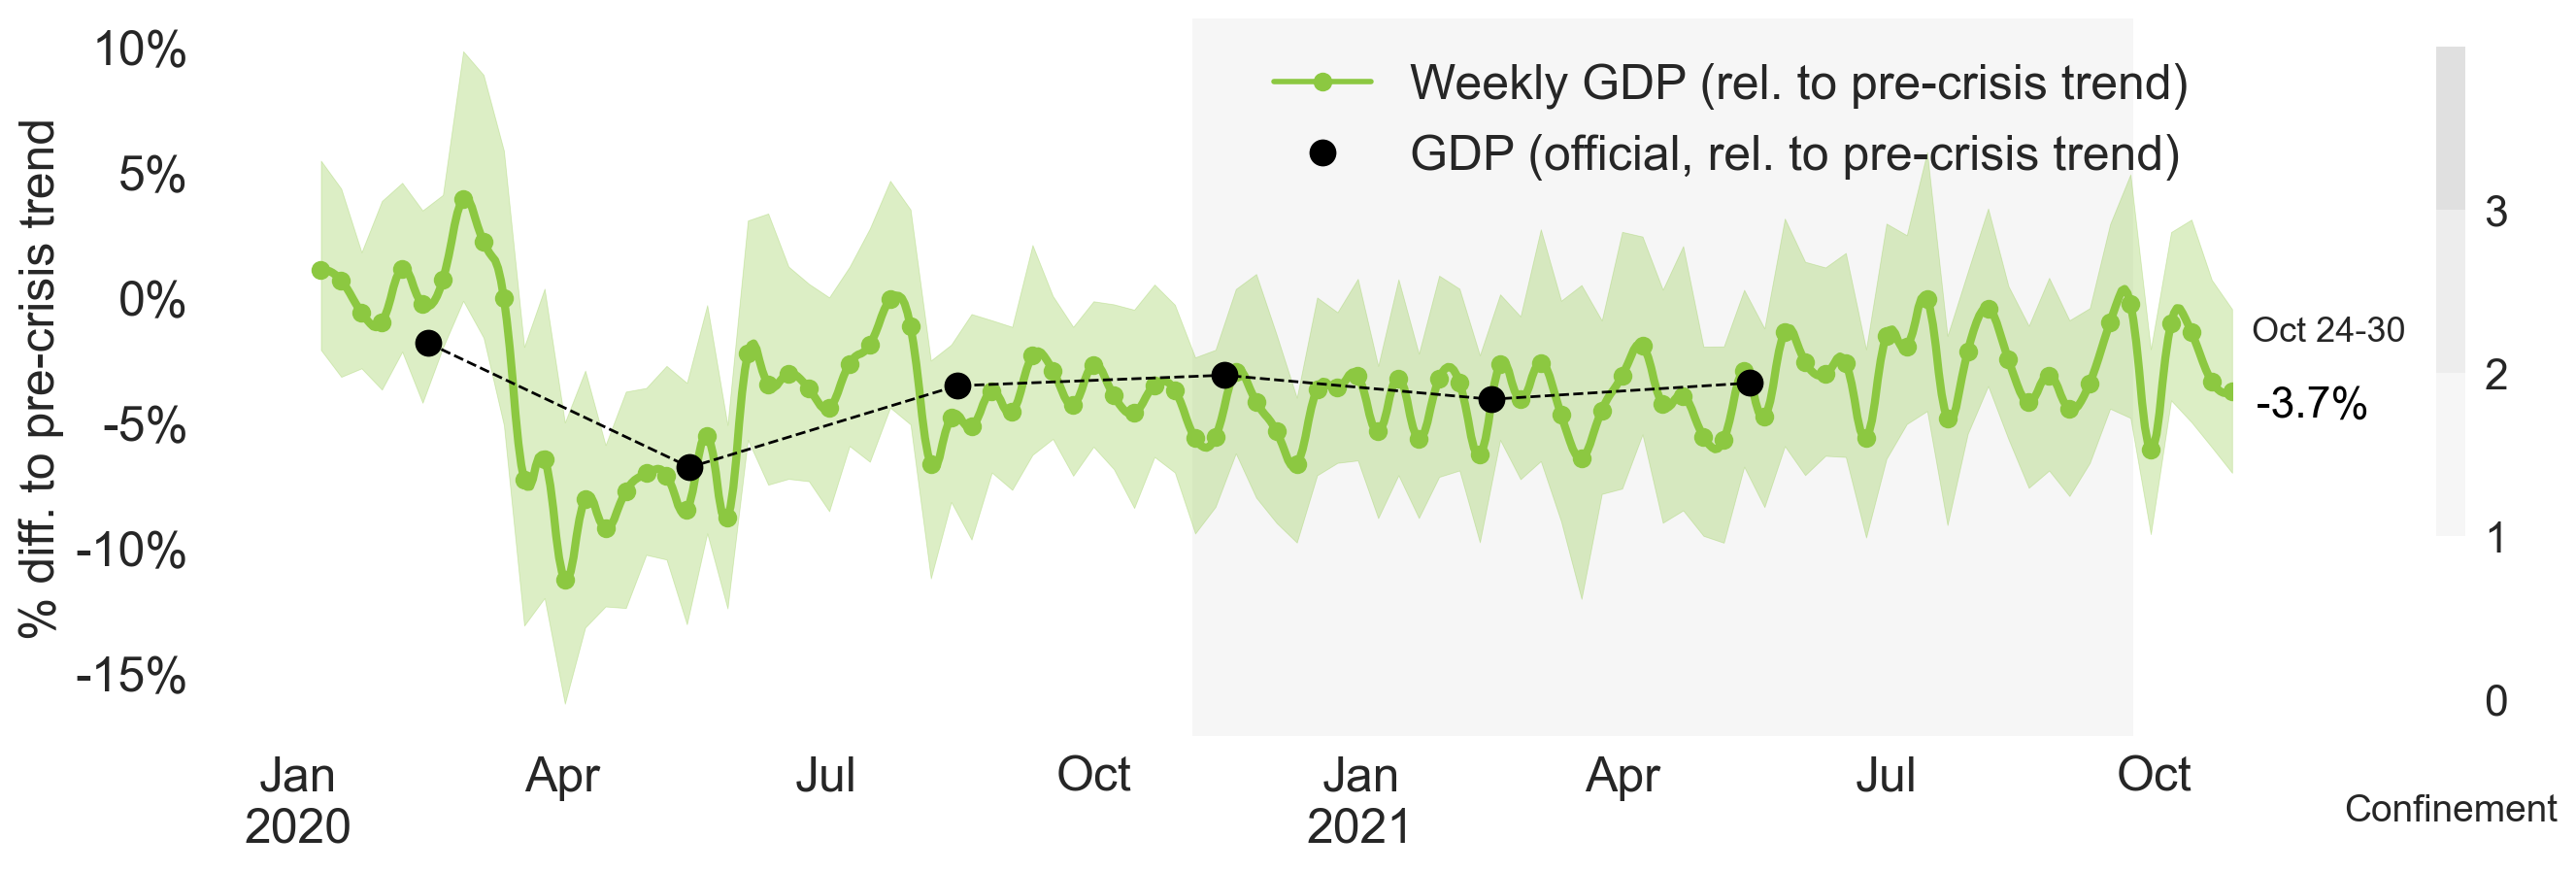 % diff. to pre-crisis trend
10%
5%
0%
-5%
-10%
-15%
Weekly GDP (rel. to pre-crisis trend)
GDP (official, rel. to pre-crisis trend)
Oct 24-30
-3.7%
3
2
1
0
Confinement
Jan Apr Jul Oct Jan Apr Jul Oct
2020 2021